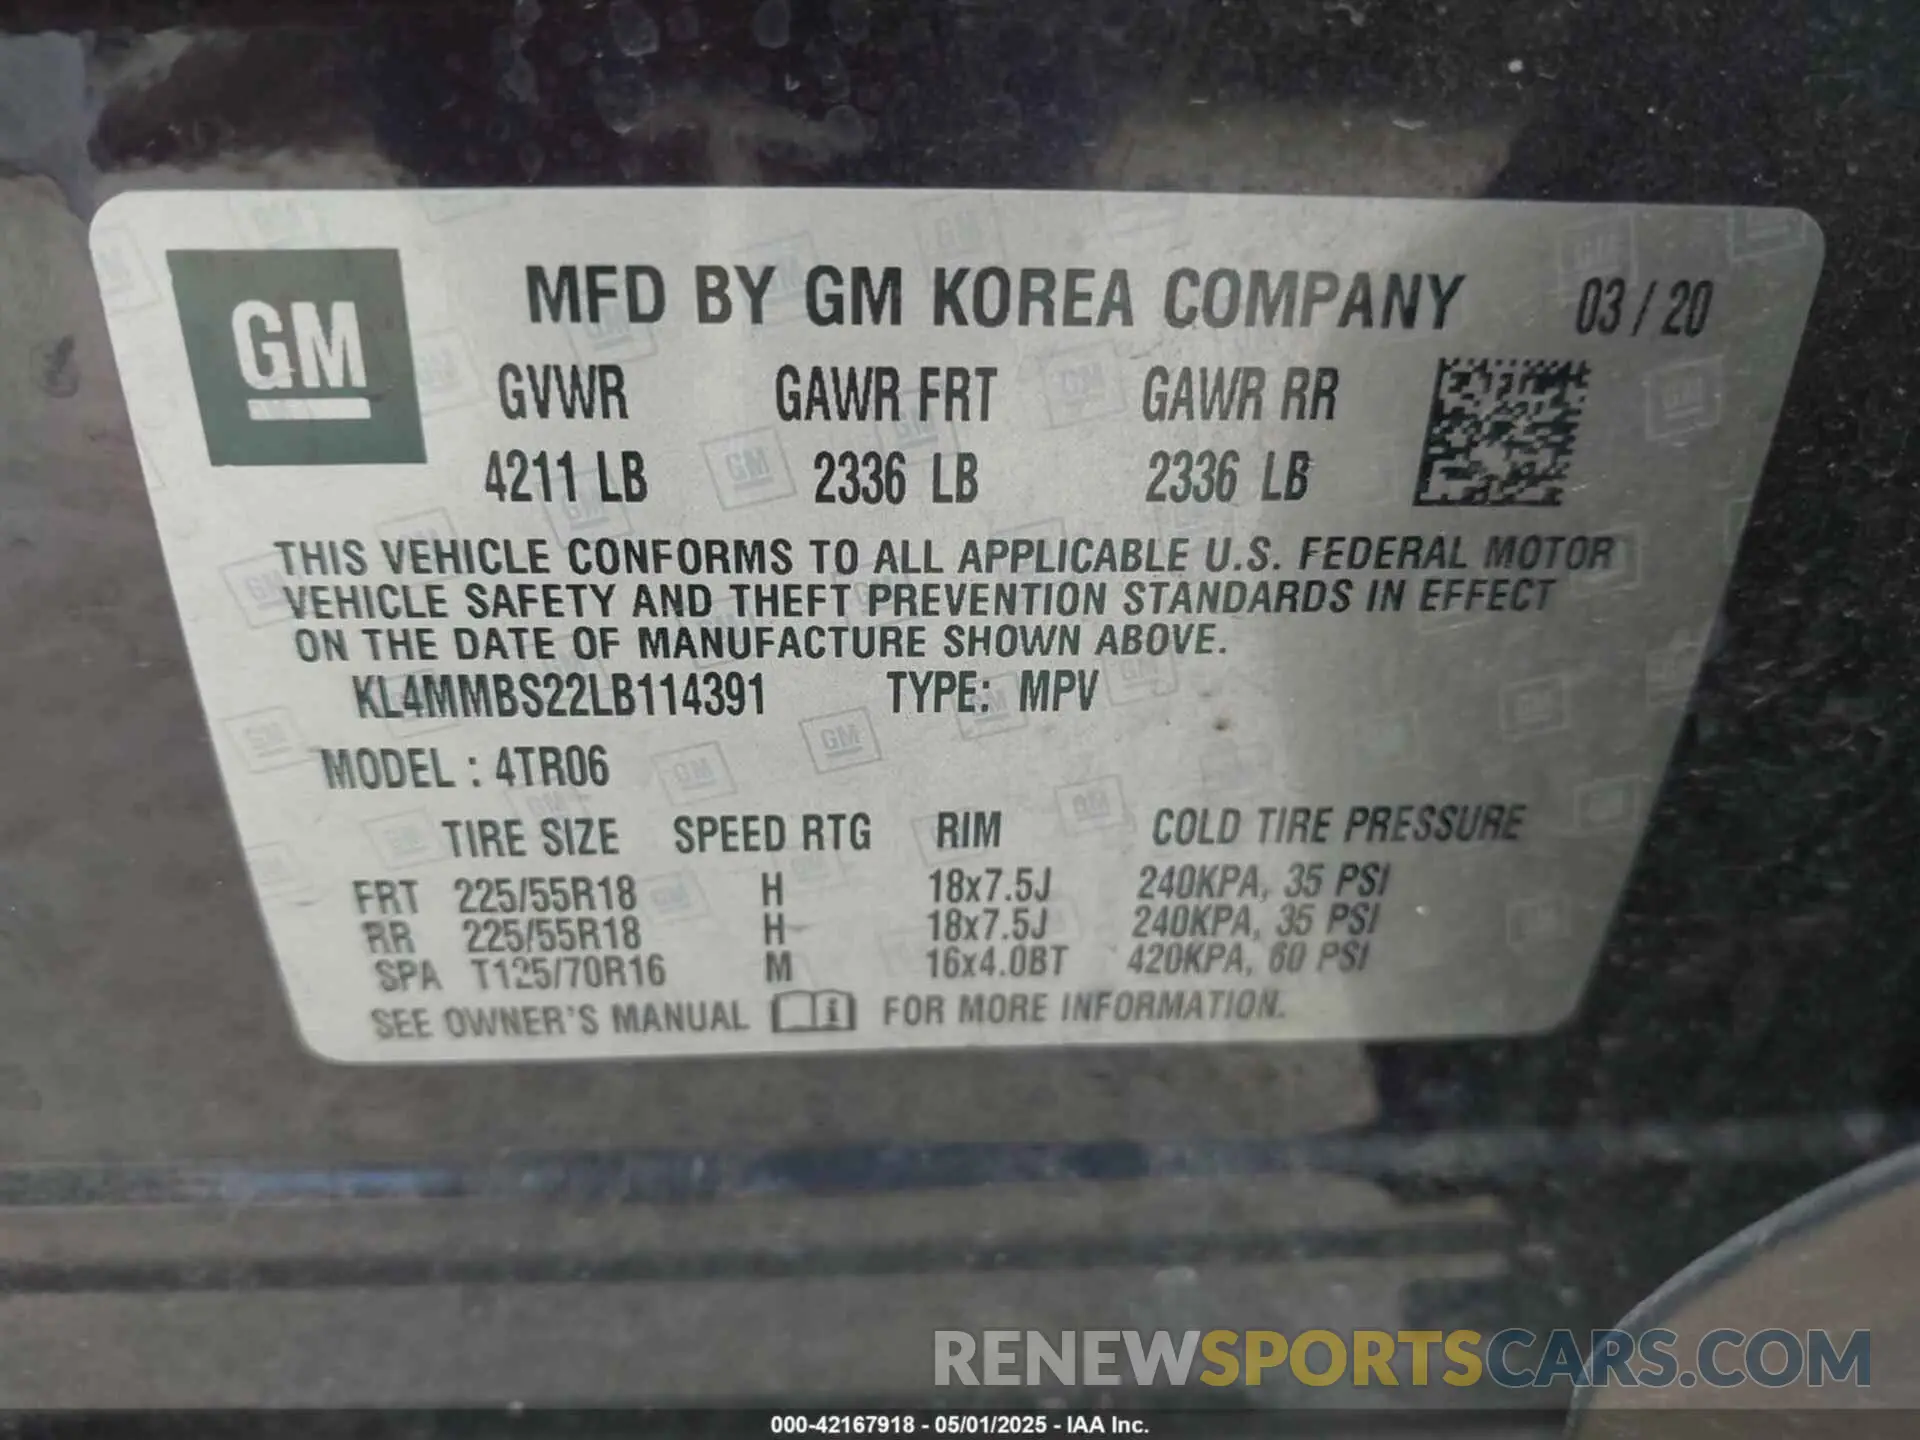 GM
MFD BY GM KOREA COMPANY 03 / 20
GVWR GAWR FRT GAWR RR
4211 LB 2336 LB 2336 LB
THIS VEHICLE CONFORMS TO ALL APPLICABLE U.S. FEDERAL MOTOR
VEHICLE SAFETY AND THEFT PREVENTION STANDARDS IN EFFECT
ON THE DATE OF MANUFACTURE SHOWN ABOVE.
KL4MMBS22LB114391 TYPE: MPV
MODEL : 4TR06
TIRE SIZE SPEED RTG RIM COLD TIRE PRESSURE
FRT 225/55R18 H 18x7.5J 240KPA, 35 PSI
RR 225/55R18 H 18x7.5J 240KPA, 35 PSI
SPA T125/70R16 M 16x4.0BT 420KPA, 60 PSI
SEE OWNER'S MANUAL i FOR MORE INFORMATION.
RENEWSPORTSCARS.COM
000-42167918 - 05/01/2025 - IAA Inc.